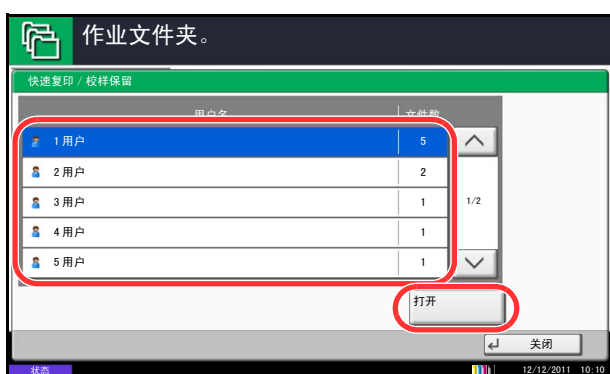 作业文件夹。
快速复印 / 校样保留
用户名 文件数
1 用户 5
2 用户 2
3 用户 1
1/2
4 用户 1
5 用户 1
打开
关闭
状态 12/12/2011 10:10